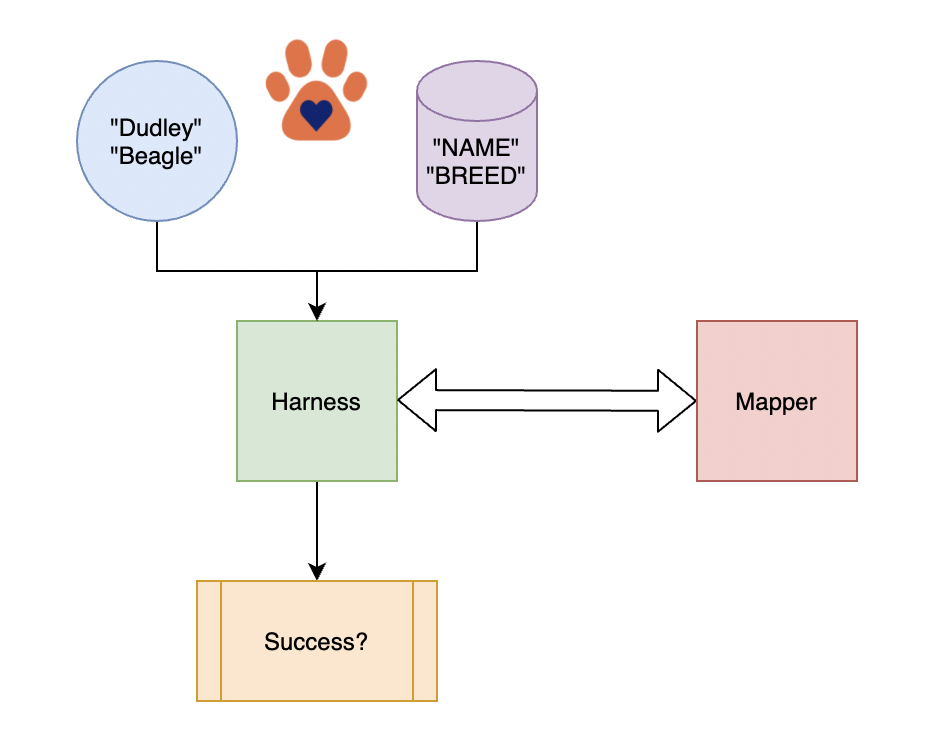 "Dudley"
"Beagle"
"NAME"
"BREED"
Harness
Mapper
Success?